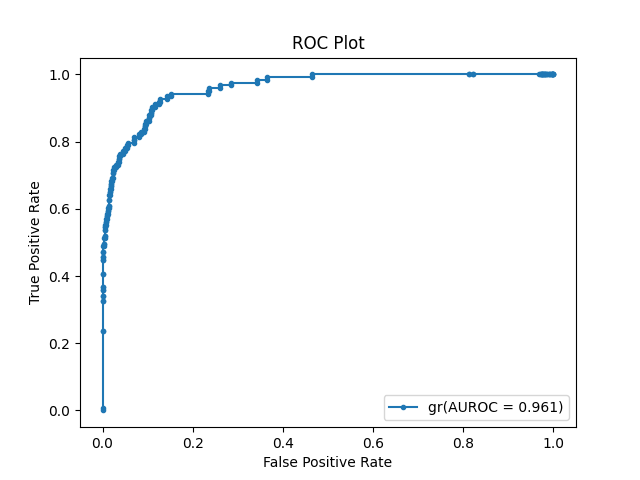 ROC Plot
True Positive Rate
1.0
0.8
0.6
0.4
0.2
0.0
gr(AUROC = 0.961)
0.0 0.2 0.4 0.6 0.8 1.0
False Positive Rate